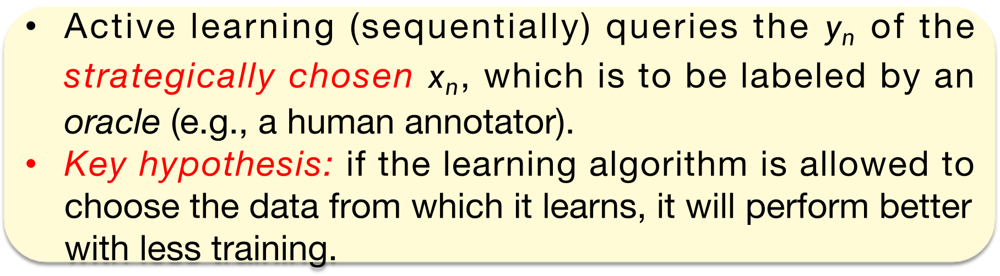 • Active learning (sequentially) queries the yₙ of the
strategically chosen xₙ, which is to be labeled by an
oracle (e.g., a human annotator).
• Key hypothesis: if the learning algorithm is allowed to
choose the data from which it learns, it will perform better
with less training.